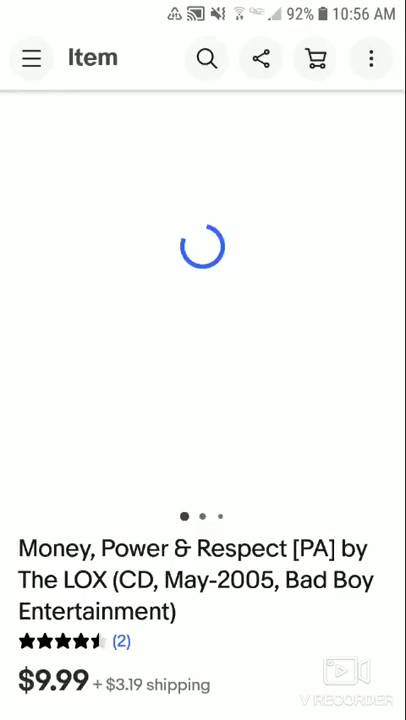 92% 10:56 AM
Item
Money, Power & Respect [PA] by
The LOX (CD, May-2005, Bad Boy
Entertainment)
(2)
$9.99 + $3.19 shipping
V RECORDER